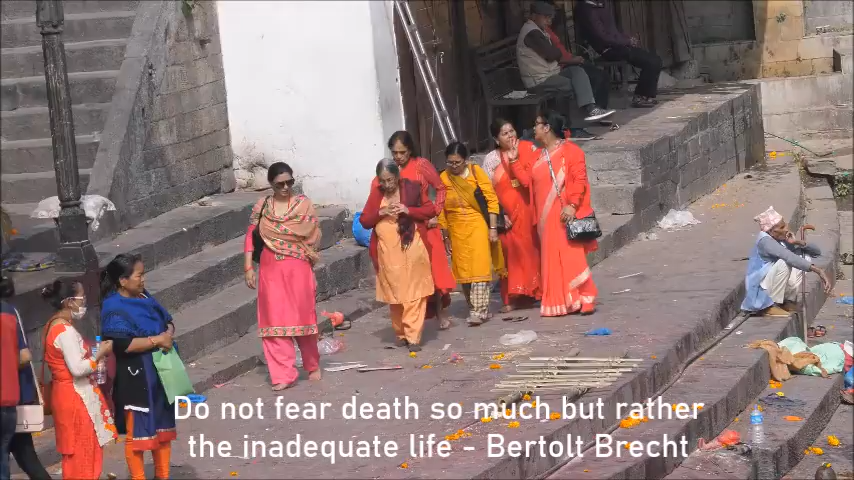 Do not fear death so much, but rather
the inadequate life - Bertolt Brecht